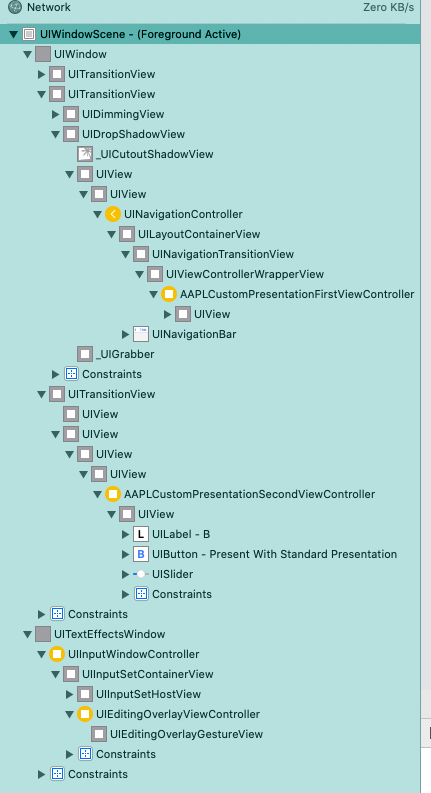 Network Zero KB/s
UIWindowScene - (Foreground Active)
UIWindow
UITransitionView
UITransitionView
UIDimmingView
UIDropShadowView
_UICutoutShadowView
UIView
UIView
UINavigationController
UILayoutContainerView
UINavigationTransitionView
UIViewControllerWrapperView
AAPLCustomPresentationFirstViewController
UIView
UINavigationBar
_UIGrabber
Constraints
UITransitionView
UIView
UIView
UIView
UIView
AAPLCustomPresentationSecondViewController
UIView
L UILabel - B
B UIButton - Present With Standard Presentation
UISlider
Constraints
Constraints
UITextEffectsWindow
UIInputWindowController
UIInputSetContainerView
UIInputSetHostView
UIEditingOverlayViewController
UIEditingOverlayGestureView
Constraints
Constraints